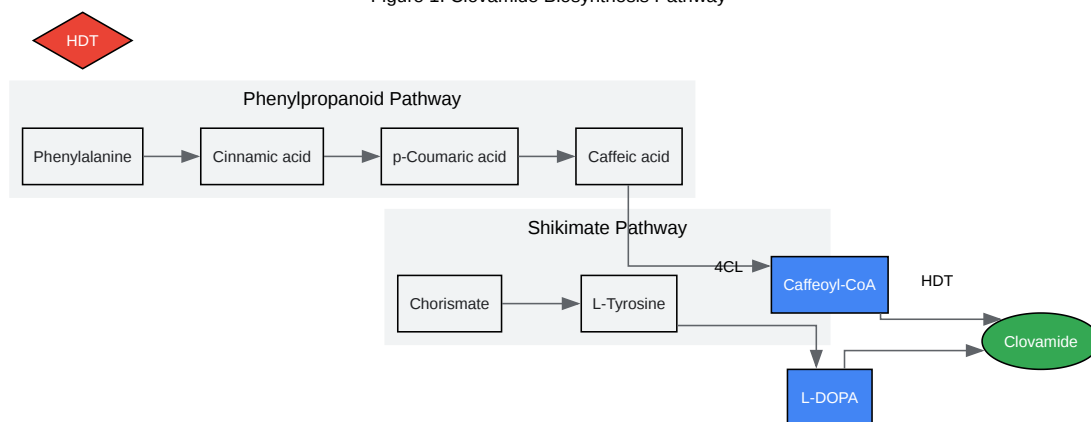 Figure 1. Clovamide Biosynthesis Pathway
HDT
Phenylpropanoid Pathway
Phenylalanine
Cinnamic acid
p-Coumaric acid
Caffeic acid
Shikimate Pathway
4CL
Caffeoyl-CoA
HDT
Chorismate
L-Tyrosine
Clovamide
L-DOPA